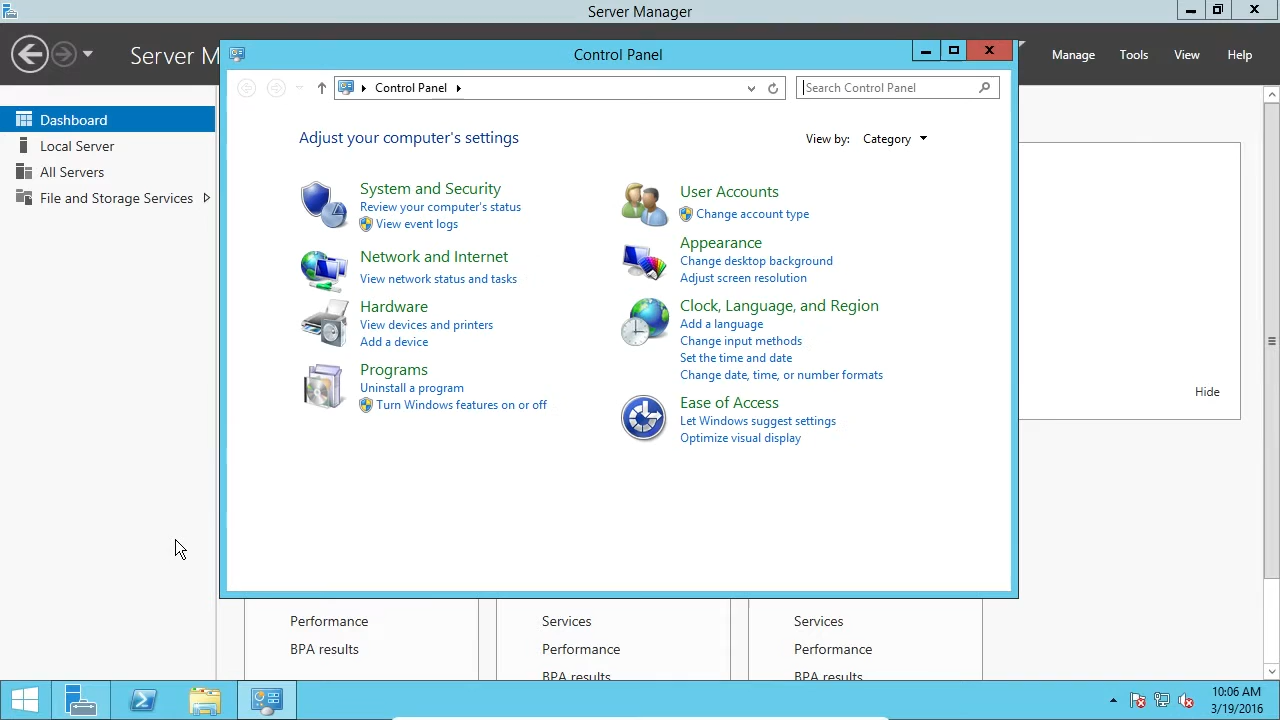 Server Manager
Server M
Manage
Tools
View
Help
Control Panel
Control Panel
Search Control Panel
Dashboard
Local Server
All Servers
File and Storage Services
Adjust your computer's settings
View by: Category
System and Security
Review your computer's status
View event logs
Network and Internet
View network status and tasks
Hardware
View devices and printers
Add a device
Programs
Uninstall a program
Turn Windows features on or off
User Accounts
Change account type
Appearance
Change desktop background
Adjust screen resolution
Clock, Language, and Region
Add a language
Change input methods
Set the time and date
Change date, time, or number formats
Ease of Access
Let Windows suggest settings
Optimize visual display
Hide
Performance
BPA results
Services
Performance
BPA results
Services
Performance
BPA results
10:06 AM
3/19/2016